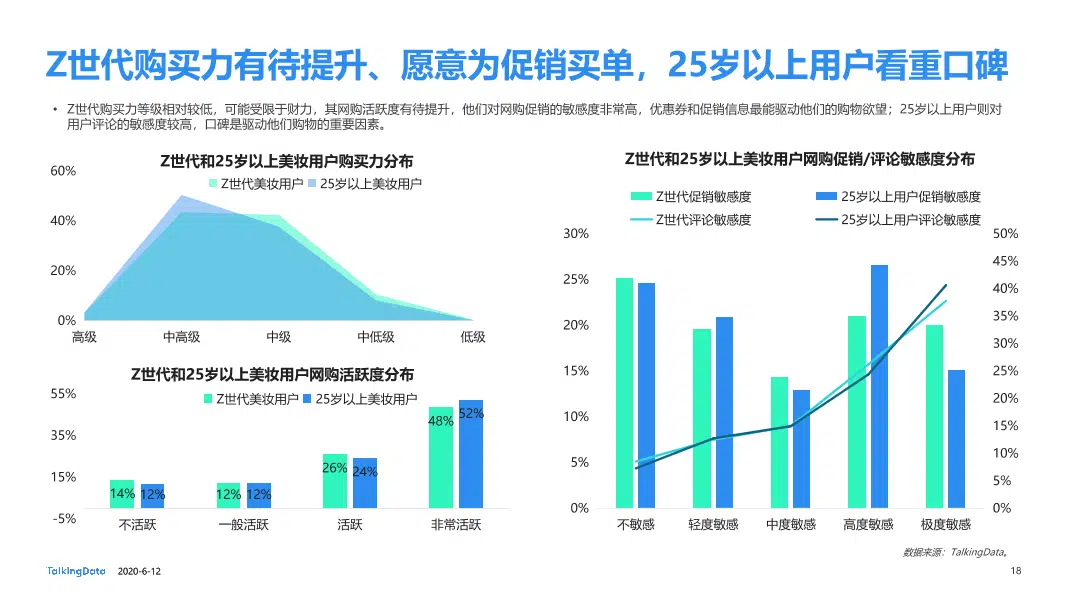 Z世代购买力有待提升、愿意为促销买单，25岁以上用户看重口碑
• Z世代购买力等级相对较低，可能受限于财力，其网购活跃度有待提升，他们对网购促销的敏感度非常高，优惠券和促销信息最能驱动他们的购物欲望；25岁以上用户则对
用户评论的敏感度较高，口碑是驱动他们购物的重要因素。
Z世代和25岁以上美妆用户购买力分布
Z世代美妆用户 25岁以上美妆用户
60%
40%
20%
0%
高级 中高级 中级 中低级 低级
Z世代和25岁以上美妆用户网购活跃度分布
Z世代美妆用户 25岁以上美妆用户
55%
35%
15%
-5%
14% 12% 12% 12% 26% 24% 48% 52%
不活跃 一般活跃 活跃 非常活跃
Z世代和25岁以上美妆用户网购促销/评论敏感度分布
Z世代促销敏感度 25岁以上用户促销敏感度
Z世代评论敏感度 25岁以上用户评论敏感度
30%
25%
20%
15%
10%
5%
0%
50%
45%
40%
35%
30%
25%
20%
15%
10%
5%
0%
不敏感 轻度敏感 中度敏感 高度敏感 极度敏感
数据来源：TalkingData。
TalkingData 2020-6-12
18